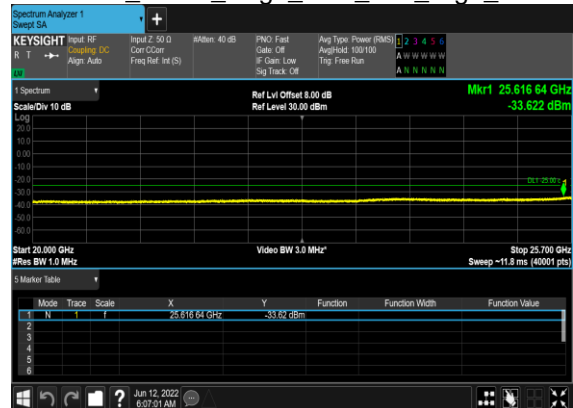 Spectrum Analyzer 1
Swept SA
KEYSIGHT Input: RF Input Z: 50 Ω #Atten: 40 dB PNO: Fast Avg Type: Power (RMS) 1 2 3 4 5 6
R T Coupling: DC Corr CCorr Gate: Off Avg|Hold: 100/100 A W W W W W
Align: Auto Freq Ref: Int (S) IF Gain: Low Trig: Free Run
LW Sig Track: Off A N N N N N
1 Spectrum Ref Lvl Offset 8.00 dB Mkr1 25.616 64 GHz
Scale/Div 10 dB Ref Level 30.00 dBm -33.622 dBm
Log
20.0
10.0
0.00
-10.0
-20.0
DL1 -25.00
-30.0
1
-40.0
-50.0
-60.0
Start 20.000 GHz Video BW 3.0 MHz* Stop 25.700 GHz
#Res BW 1.0 MHz Sweep ~11.8 ms (40001 pts)
5 Marker Table
Mode Trace Scale X Y Function Function Width Function Value
1 N 1 f 25.616 64 GHz -33.62 dBm
2
3
4
5
6
? Jun 12, 2022
6:07:01 AM